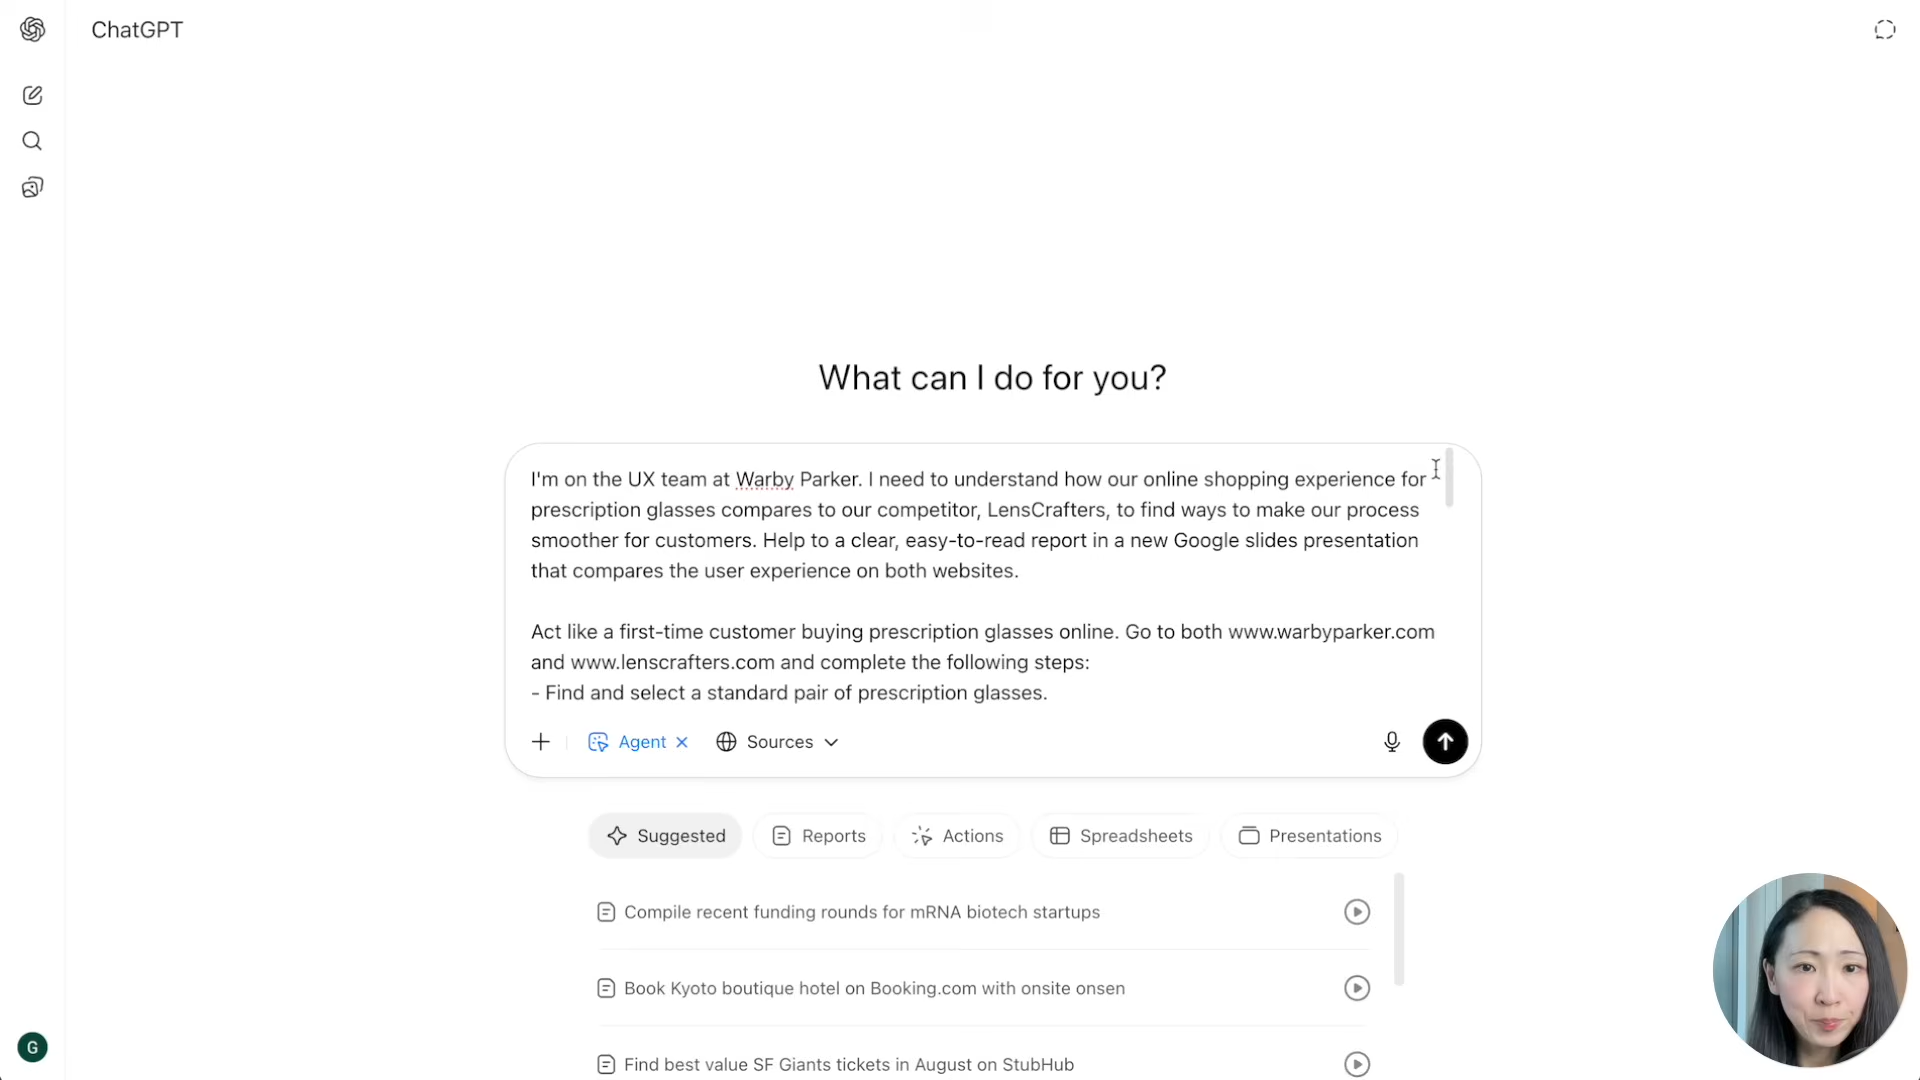 ChatGPT
What can I do for you?
I'm on the UX team at Warby Parker. I need to understand how our online shopping experience for
prescription glasses compares to our competitor, LensCrafters, to find ways to make our process
smoother for customers. Help to a clear, easy-to-read report in a new Google slides presentation
that compares the user experience on both websites.
Act like a first-time customer buying prescription glasses online. Go to both www.warbyparker.com
and www.lenscrafters.com and complete the following steps:
- Find and select a standard pair of prescription glasses.
Agent
Sources
Suggested
Reports
Actions
Spreadsheets
Presentations
Compile recent funding rounds for mRNA biotech startups
Book Kyoto boutique hotel on Booking.com with onsite onsen
Find best value SF Giants tickets in August on StubHub
G